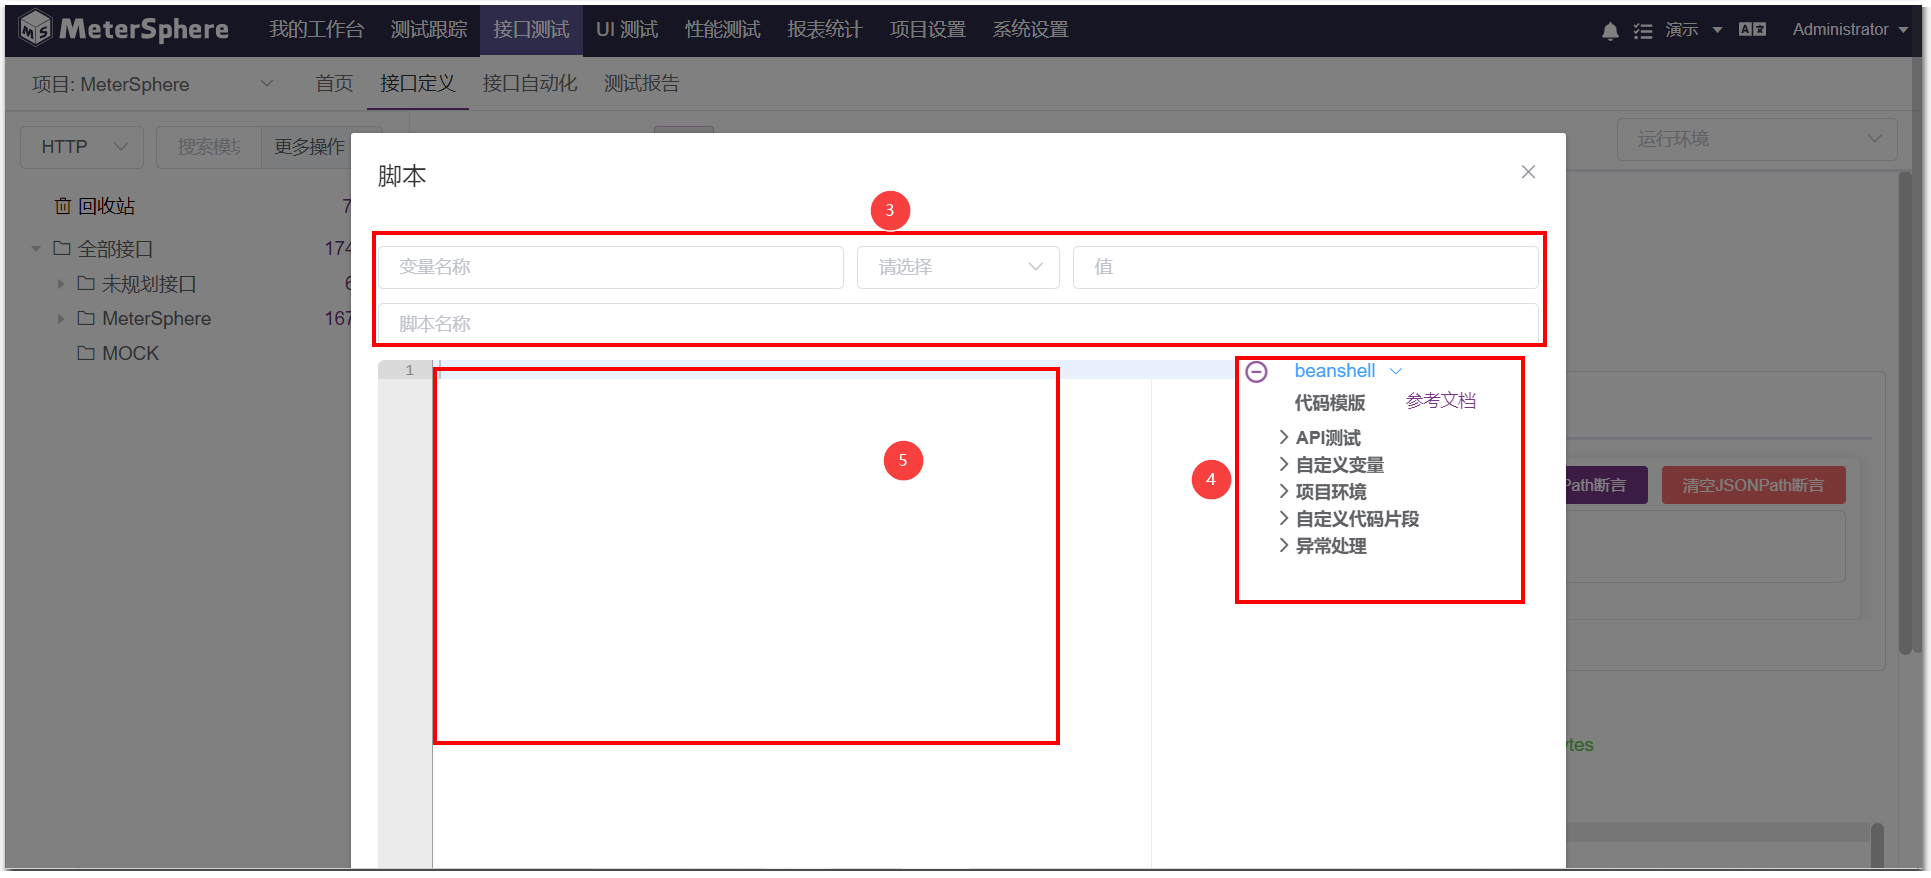 MeterSphere 我的工作台 测试跟踪 接口测试 UI 测试 性能测试 报表统计 项目设置 系统设置 演示 Administrator
项目: MeterSphere 首页 接口定义 接口自动化 测试报告
HTTP 搜索模块 更多操作 运行环境
脚本
回收站 7
3
全部接口 174
变量名称 请选择 值
未规划接口 6
MeterSphere 167
脚本名称
MOCK
1
beanshell
代码模版 参考文档
API测试
自定义变量
项目环境
自定义代码片段
异常处理
5
4
Path断言 清空JSONPath断言
ytes